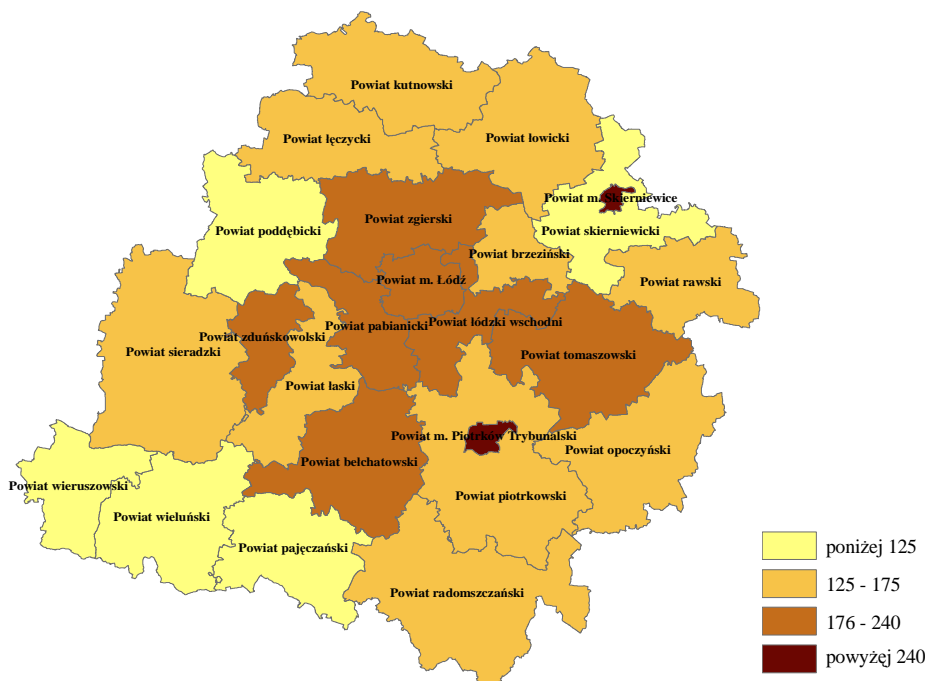 Powiat kutnowski
Powiat łęczycki
Powiat łowicki
Powiat m. Skierniewice
Powiat zgierski
Powiat poddębicki
Powiat skierniewicki
Powiat brzeziński
Powiat m. Łódź
Powiat rawski
Powiat łódzki wschodni
Powiat pabianicki
Powiat zduńskowolski
Powiat sieradzki
Powiat tomaszowski
Powiat łaski
Powiat m. Piotrków Trybunalski
Powiat opoczyński
Powiat bełchatowski
Powiat wieruszowski
Powiat piotrkowski
Powiat wieluński
Powiat pajęczański
Powiat radomszczański
poniżej 125
125 - 175
176 - 240
powyżej 240